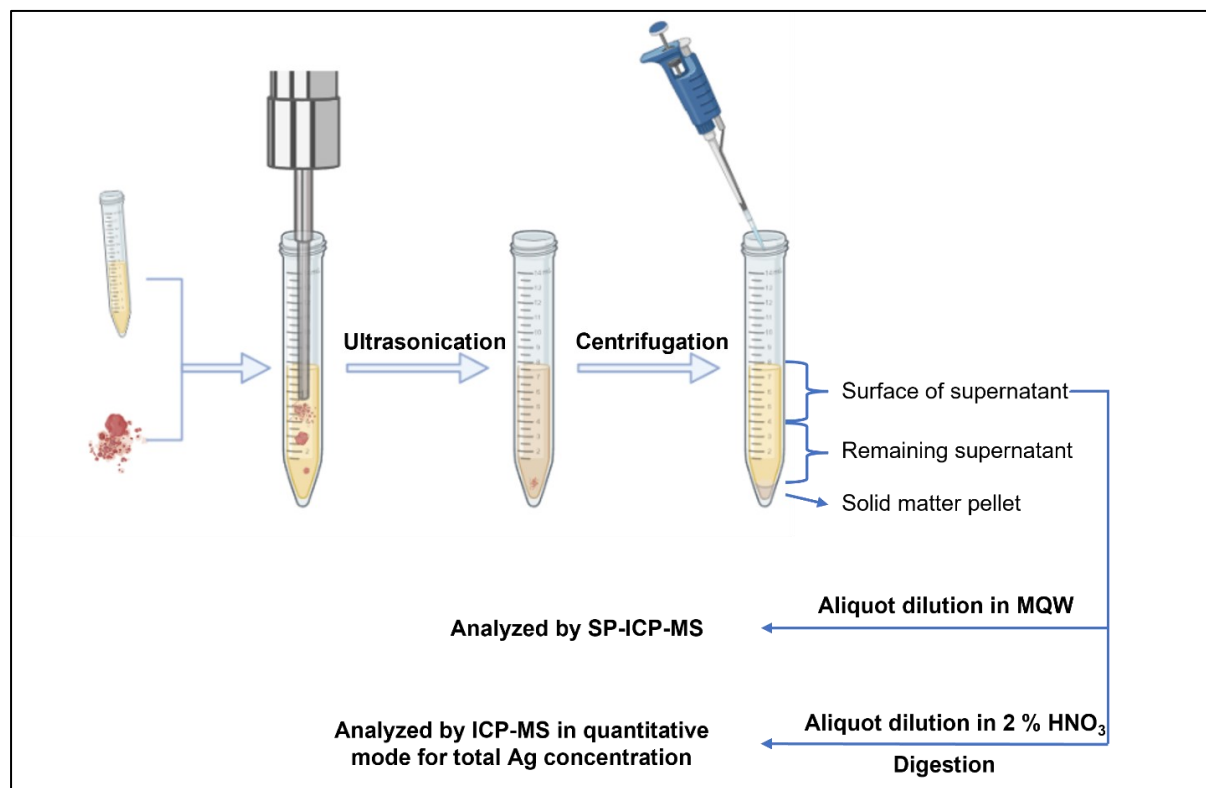 Ultrasonication
Centrifugation
Surface of supernatant
Remaining supernatant
Solid matter pellet
Aliquot dilution in MQW
Analyzed by SP-ICP-MS
Aliquot dilution in 2 % HNO₃
Analyzed by ICP-MS in quantitative
mode for total Ag concentration
Digestion